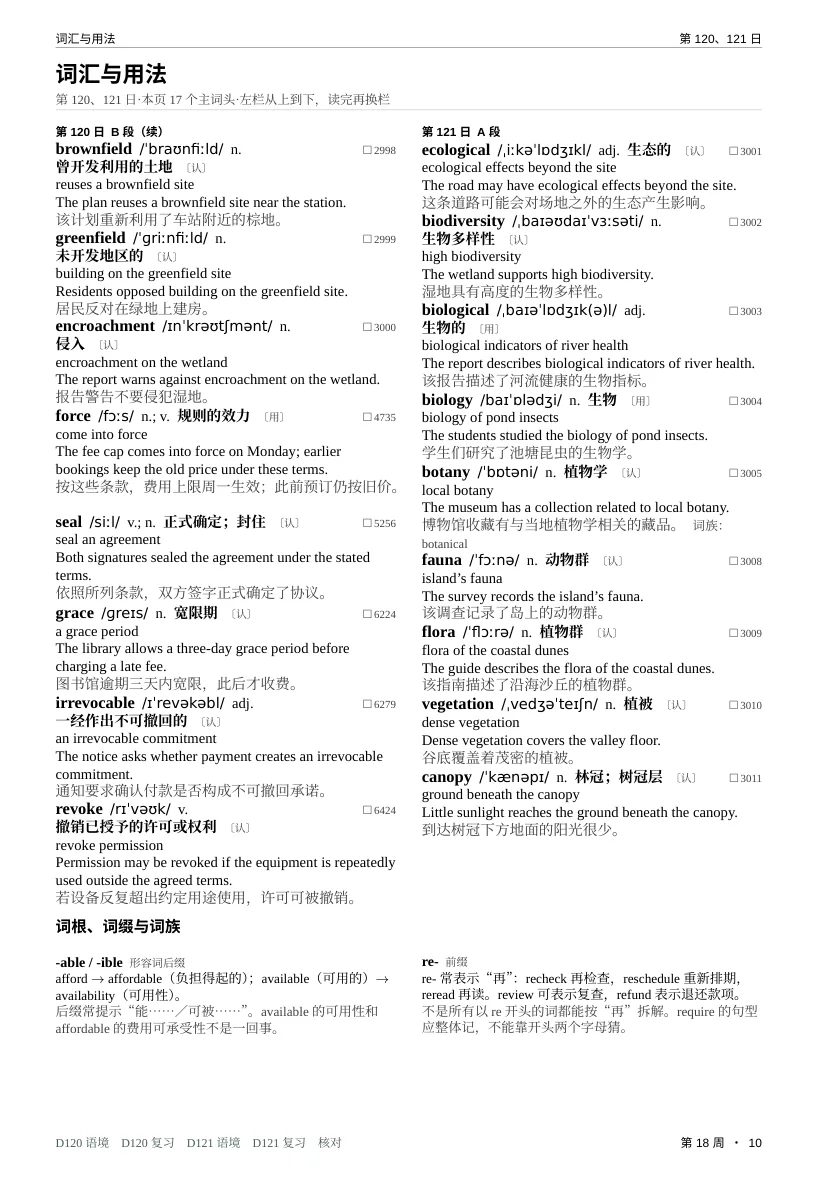 词汇与用法
第 120、121 日
词汇与用法
第 120、121 日·本页 17 个主词头·左栏从上到下，读完再换栏
第 120 日 B 段（续）
brownfield /ˈbraʊnfiːld/ n. □2998
曾开发利用的土地 〔认〕
reuses a brownfield site
The plan reuses a brownfield site near the station.
该计划重新利用了车站附近的棕地。
greenfield /ˈɡriːnfiːld/ n. □2999
未开发地区的 〔认〕
building on the greenfield site
Residents opposed building on the greenfield site.
居民反对在绿地上建房。
encroachment /ɪnˈkrəʊtʃmənt/ n. □3000
侵入 〔认〕
encroachment on the wetland
The report warns against encroachment on the wetland.
报告警告不要侵犯湿地。
force /fɔːs/ n.; v. 规则的效力 〔用〕 □4735
come into force
The fee cap comes into force on Monday; earlier
bookings keep the old price under these terms.
按这些条款，费用上限周一生效；此前预订仍按旧价。
seal /siːl/ v.; n. 正式确定；封住 〔认〕 □5256
seal an agreement
Both signatures sealed the agreement under the stated
terms.
依照所列条款，双方签字正式确定了协议。
grace /ɡreɪs/ n. 宽限期 〔认〕 □6224
a grace period
The library allows a three-day grace period before
charging a late fee.
图书馆逾期三天内宽限，此后才收费。
irrevocable /ɪˈrevəkəbl/ adj. □6279
一经作出不可撤回的 〔认〕
an irrevocable commitment
The notice asks whether payment creates an irrevocable
commitment.
通知要求确认付款是否构成不可撤回承诺。
revoke /rɪˈvəʊk/ v. □6424
撤销已授予的许可或权利 〔认〕
revoke permission
Permission may be revoked if the equipment is repeatedly
used outside the agreed terms.
若设备反复超出约定用途使用，许可可被撤销。
第 121 日 A 段
ecological /ˌiːkəˈlɒdʒɪkl/ adj. 生态的 〔认〕 □3001
ecological effects beyond the site
The road may have ecological effects beyond the site.
这条道路可能会对场地之外的生态产生影响。
biodiversity /ˌbaɪəʊdaɪˈvɜːsəti/ n. □3002
生物多样性 〔认〕
high biodiversity
The wetland supports high biodiversity.
湿地具有高度的生物多样性。
biological /ˌbaɪəˈlɒdʒɪk(ə)l/ adj. □3003
生物的 〔用〕
biological indicators of river health
The report describes biological indicators of river health.
该报告描述了河流健康的生物指标。
biology /baɪˈɒlədʒi/ n. 生物 〔用〕 □3004
biology of pond insects
The students studied the biology of pond insects.
学生们研究了池塘昆虫的生物学。
botany /ˈbɒtəni/ n. 植物学 〔认〕 □3005
local botany
The museum has a collection related to local botany.
博物馆收藏有与当地植物学相关的藏品。 词族：
botanical
fauna /ˈfɔːnə/ n. 动物群 〔认〕 □3008
island’s fauna
The survey records the island’s fauna.
该调查记录了岛上的动物群。
flora /ˈflɔːrə/ n. 植物群 〔认〕 □3009
flora of the coastal dunes
The guide describes the flora of the coastal dunes.
该指南描述了沿海沙丘的植物群。
vegetation /ˌvedʒəˈteɪʃn/ n. 植被 〔认〕 □3010
dense vegetation
Dense vegetation covers the valley floor.
谷底覆盖着茂密的植被。
canopy /ˈkænəpɪ/ n. 林冠；树冠层 〔认〕 □3011
ground beneath the canopy
Little sunlight reaches the ground beneath the canopy.
到达树冠下方地面的阳光很少。
词根、词缀与词族
-able / -ible 形容词后缀
afford → affordable（负担得起的）；available（可用的）→
availability（可用性）。
后缀常提示“能……／可被……”。available 的可用性和
affordable 的费用可承受性不是一回事。
re- 前缀
re- 常表示“再”：recheck 再检查，reschedule 重新排期，
reread 再读。review 可表示复查，refund 表示退还款项。
不是所有以 re 开头的词都能按“再”拆解。require 的句型
应整体记，不能靠开头两个字母猜。
D120 语境 D120 复习 D121 语境 D121 复习 核对
第 18 周 · 10